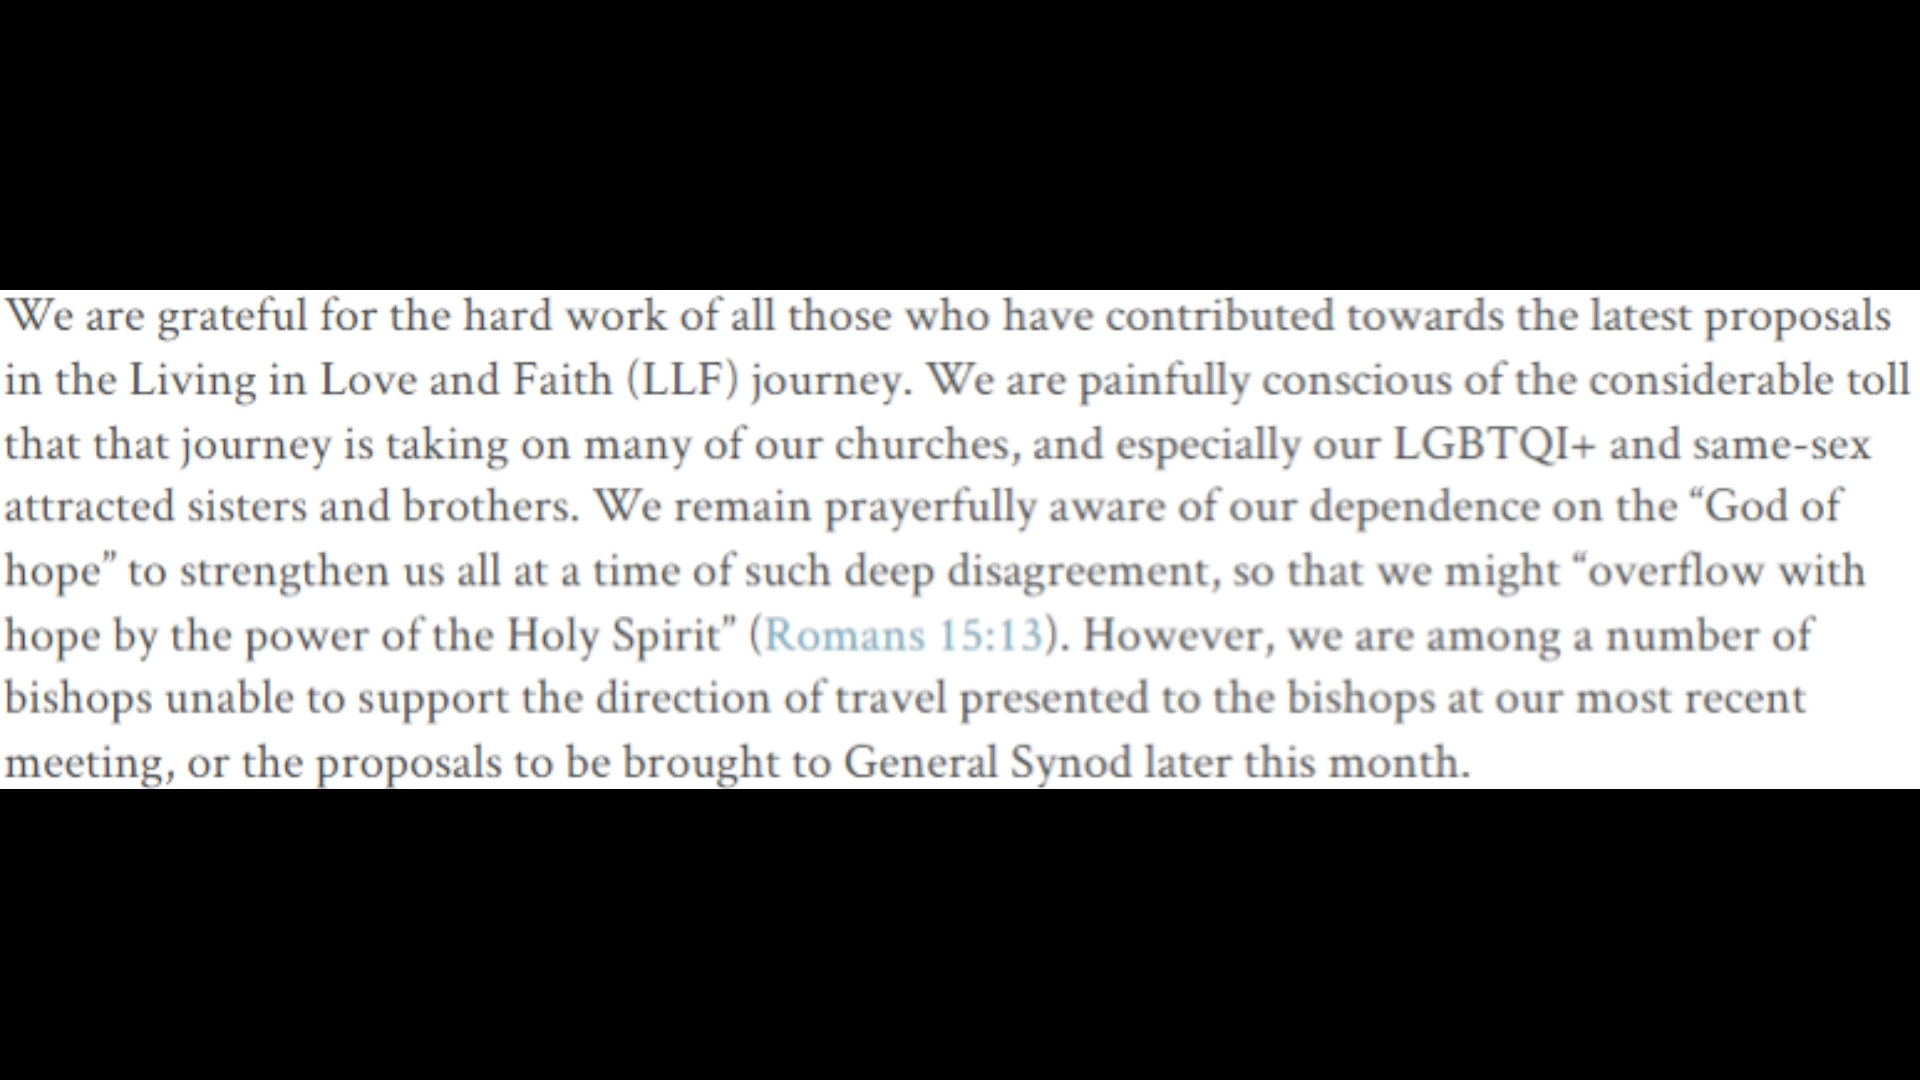 We are grateful for the hard work of all those who have contributed towards the latest proposals
in the Living in Love and Faith (LLF) journey. We are painfully conscious of the considerable toll
that that journey is taking on many of our churches, and especially our LGBTQI+ and same-sex
attracted sisters and brothers. We remain prayerfully aware of our dependence on the “God of
hope” to strengthen us all at a time of such deep disagreement, so that we might “overflow with
hope by the power of the Holy Spirit” (Romans 15:13). However, we are among a number of
bishops unable to support the direction of travel presented to the bishops at our most recent
meeting, or the proposals to be brought to General Synod later this month.